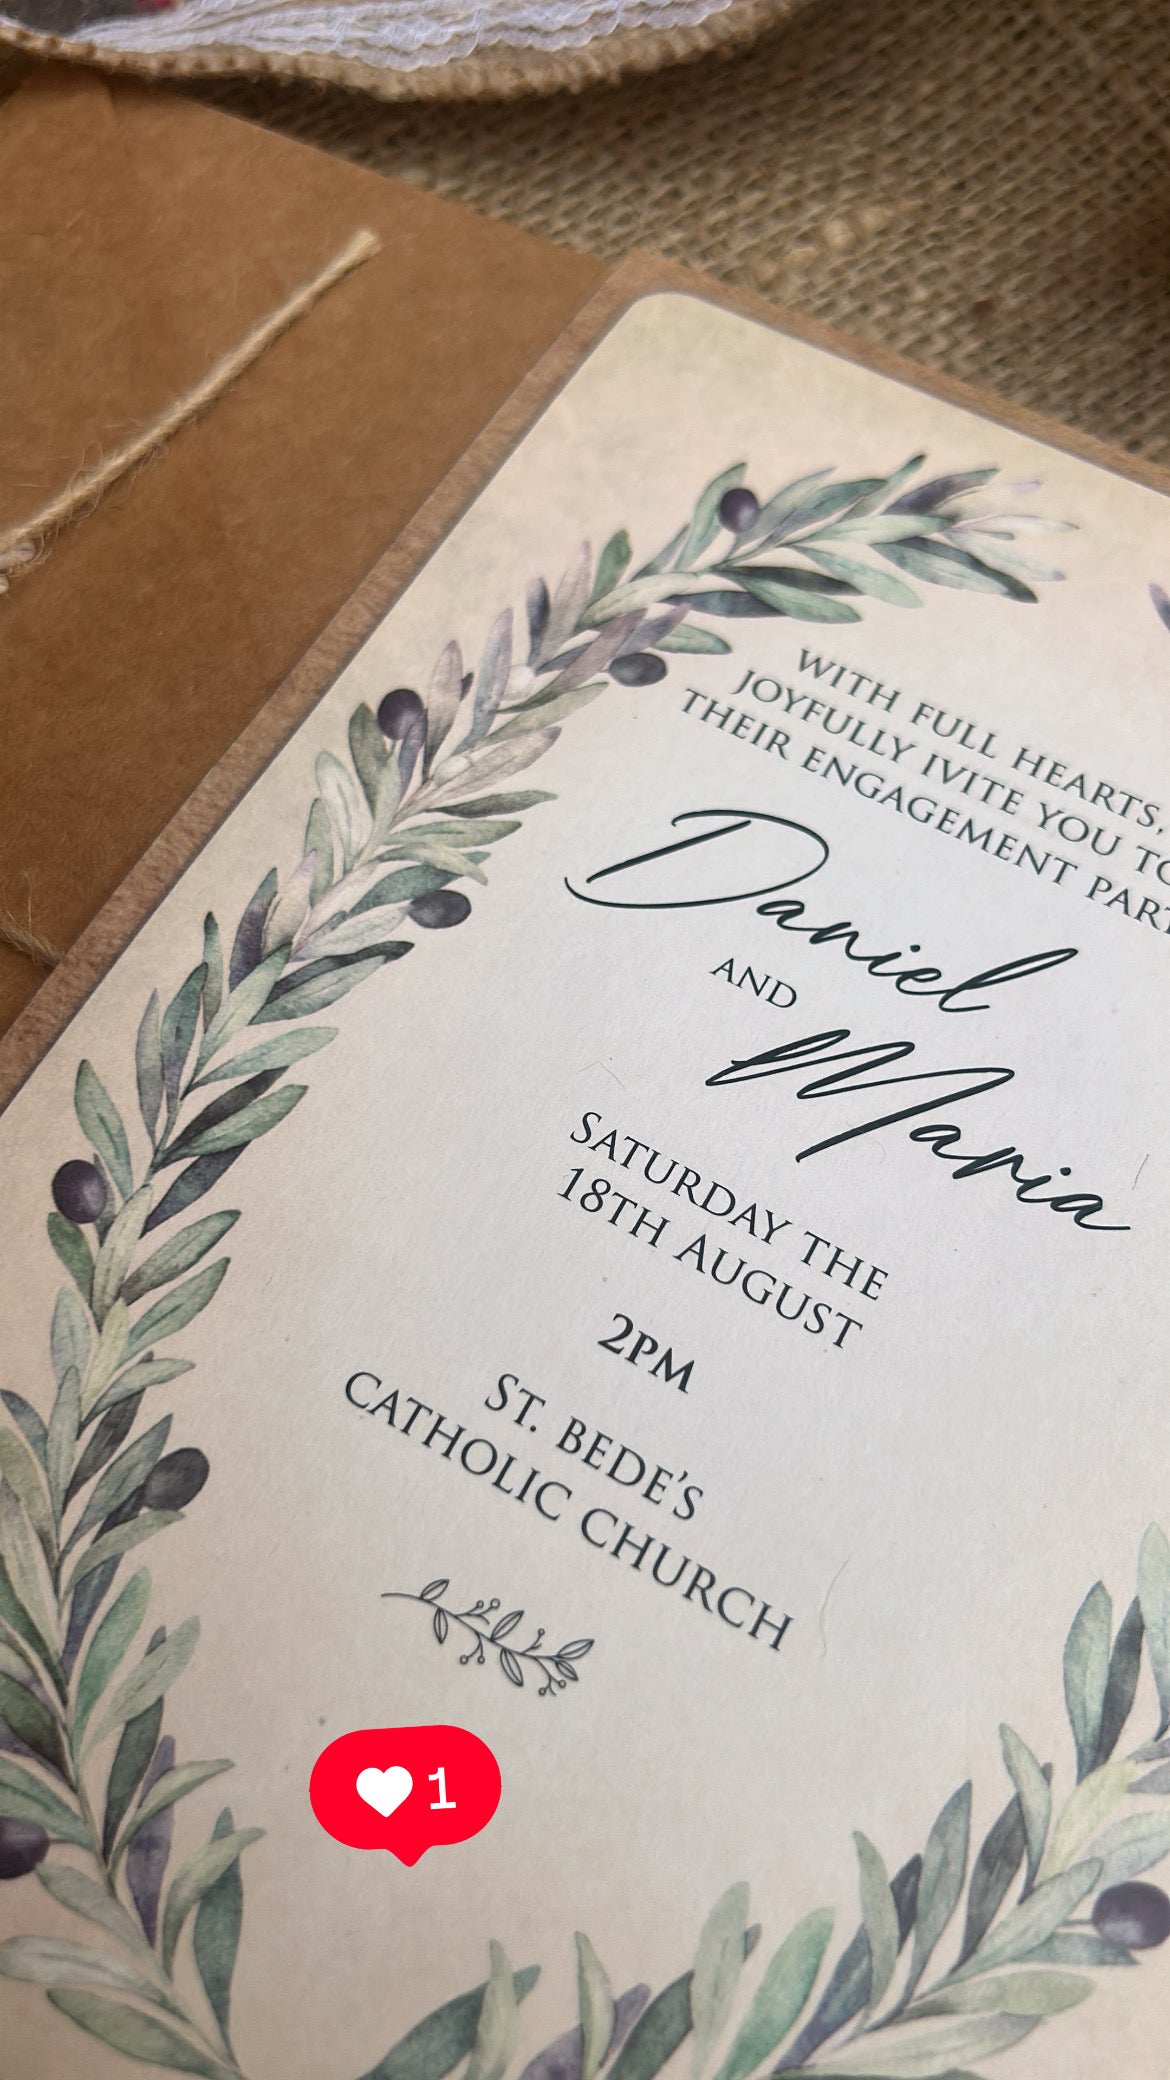 WITH FULL HEARTS,
JOYFULLY IVITE YOU TO
THEIR ENGAGEMENT
Daniel
AND
Maria
SATURDAY THE
18TH AUGUST
2PM
ST. BEDE'S
CATHOLIC CHURCH
1